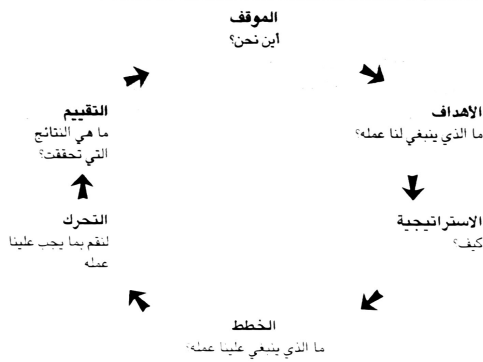 الموقف
أين نحن؟
الأهداف
ما الذي ينبغي لنا عمله؟
الاستراتيجية
كيف؟
الخطط
ما الذي ينبغي علينا عمله؟
التحرك
لنقم بما يجب علينا
عمله
التقييم
ما هي النتائج
التي تحققت؟